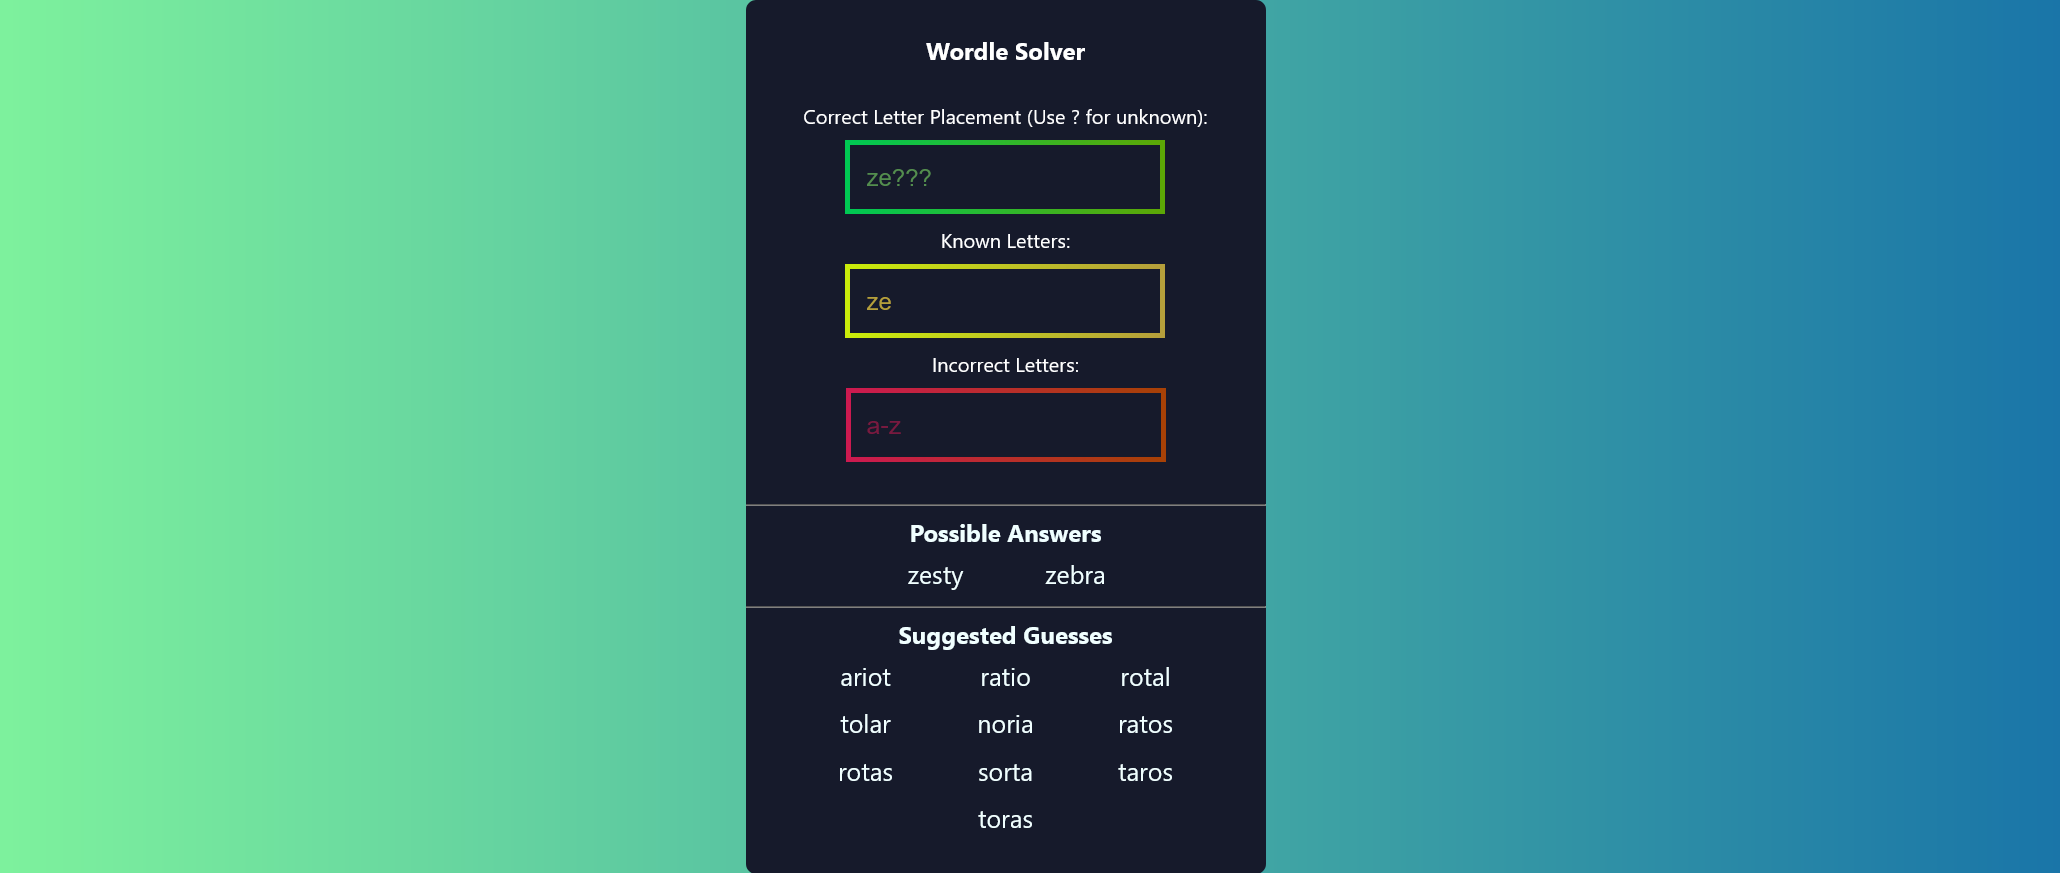 Wordle Solver
Correct Letter Placement (Use ? for unknown):
ze???
Known Letters:
ze
Incorrect Letters:
a-z
Possible Answers
zesty zebra
Suggested Guesses
ariot ratio rotal
tolar noria ratos
rotas sorta taros
toras